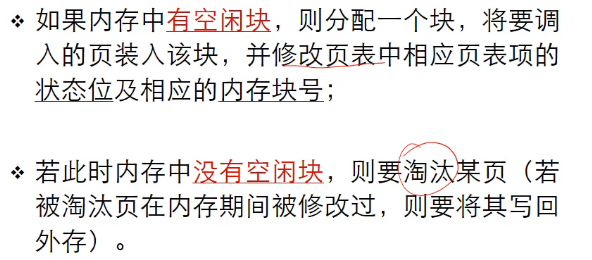 ❖ 如果内存中有空闲块，则分配一个块，将要调
入的页装入该块，并修改页表中相应页表项的
状态位及相应的内存块号；
❖ 若此时内存中没有空闲块，则要淘汰某页（若
被淘汰页在内存期间被修改过，则要将其写回
外存）。